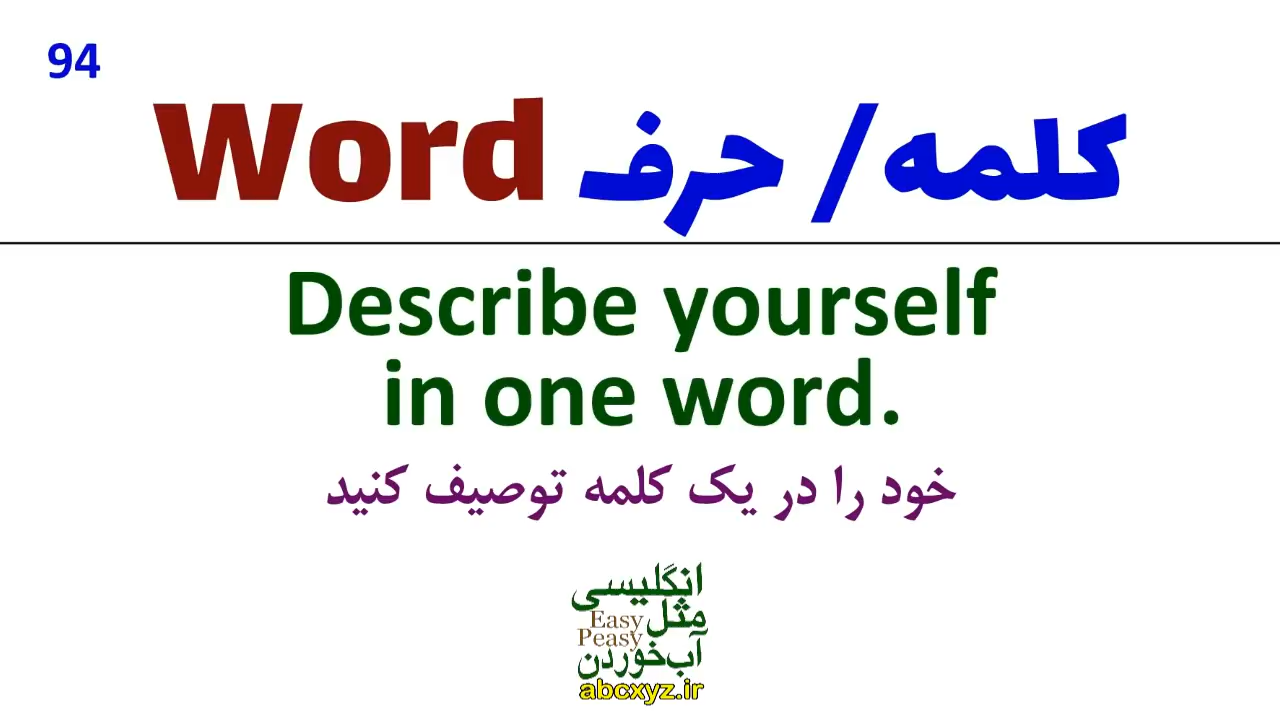 94
Word کلمه/ حرف
Describe yourself
in one word.
خود را در یک کلمه توصیف کنید
انگلیسی
مثل Easy
Peasy
آب‌خوردن
abcxyz.ir